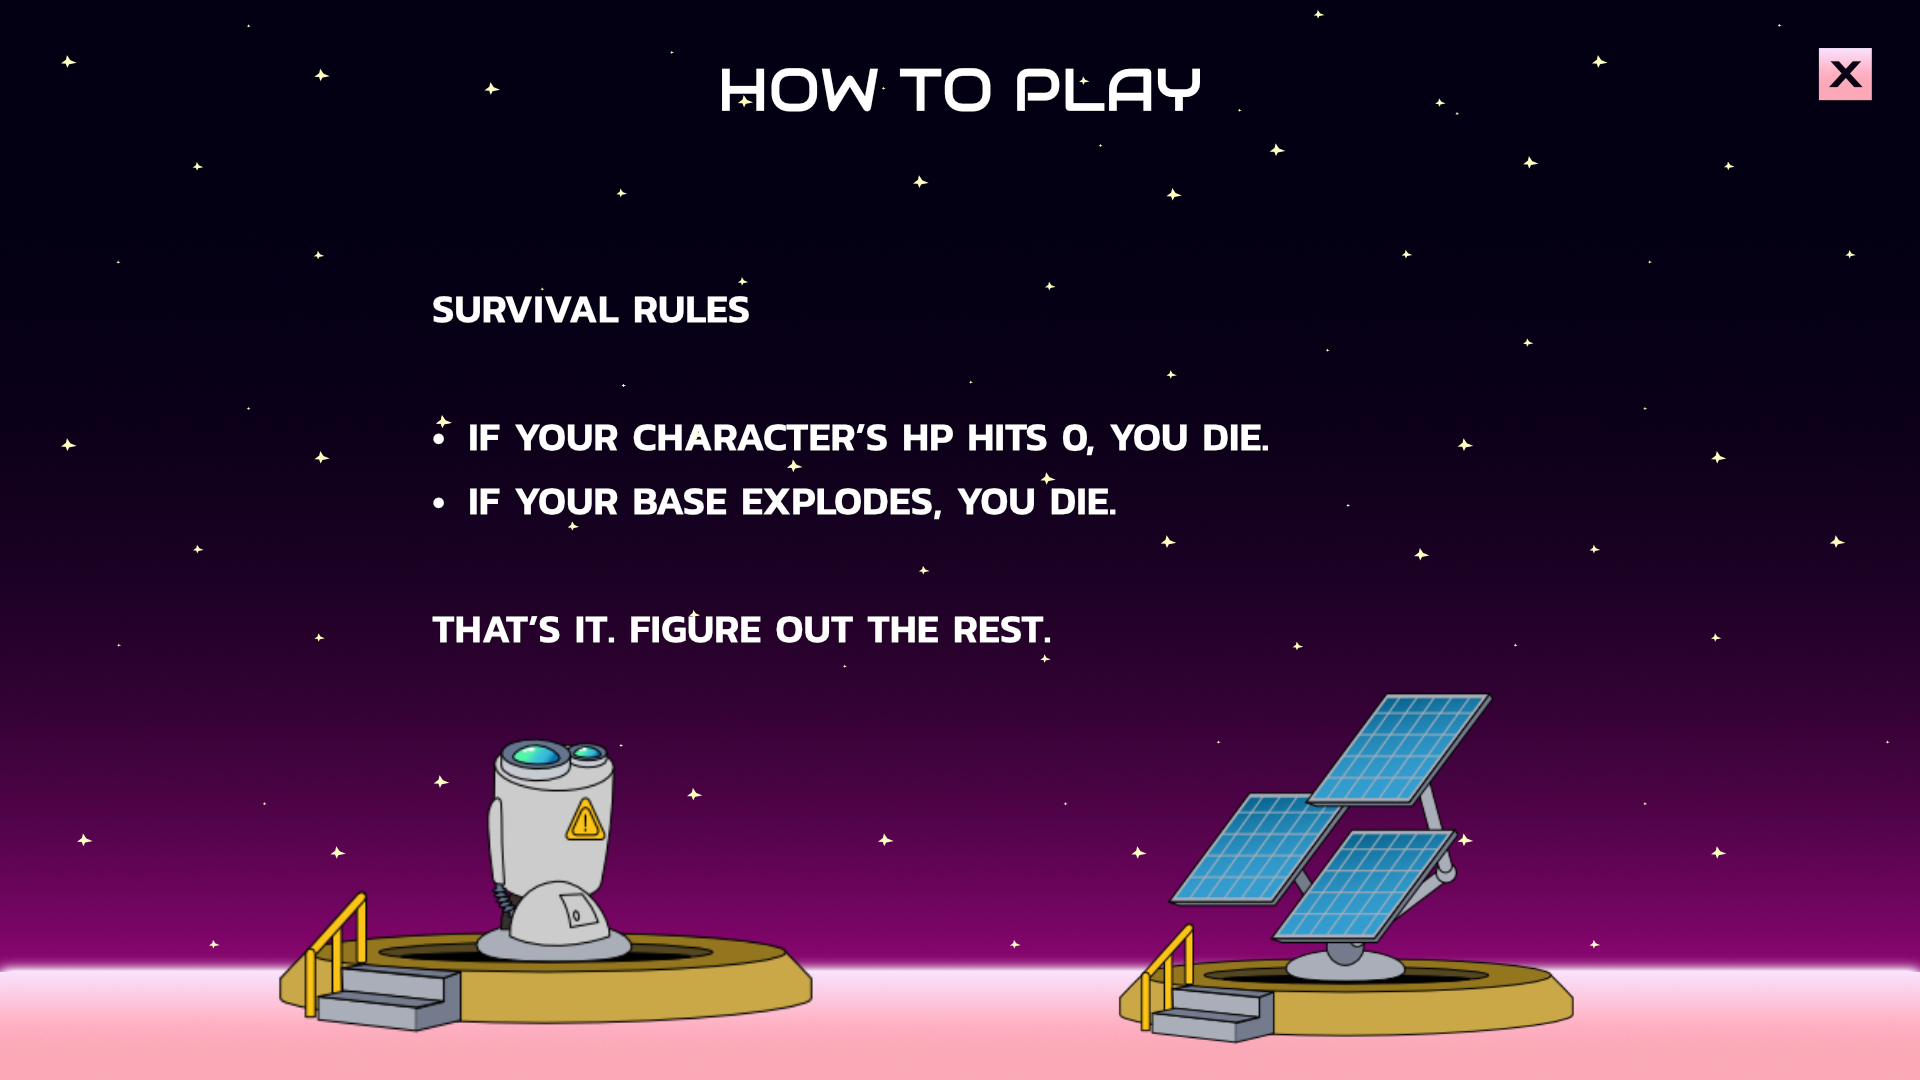 HOW TO PLAY
X
SURVIVAL RULES
• IF YOUR CHARACTER’S HP HITS 0, YOU DIE.
• IF YOUR BASE EXPLODES, YOU DIE.
THAT’S IT. FIGURE OUT THE REST.
!